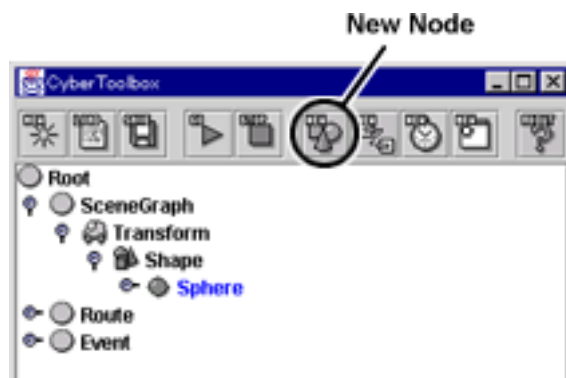 New Node
CyberToolbox
Root
SceneGraph
Transform
Shape
Sphere
Route
Event